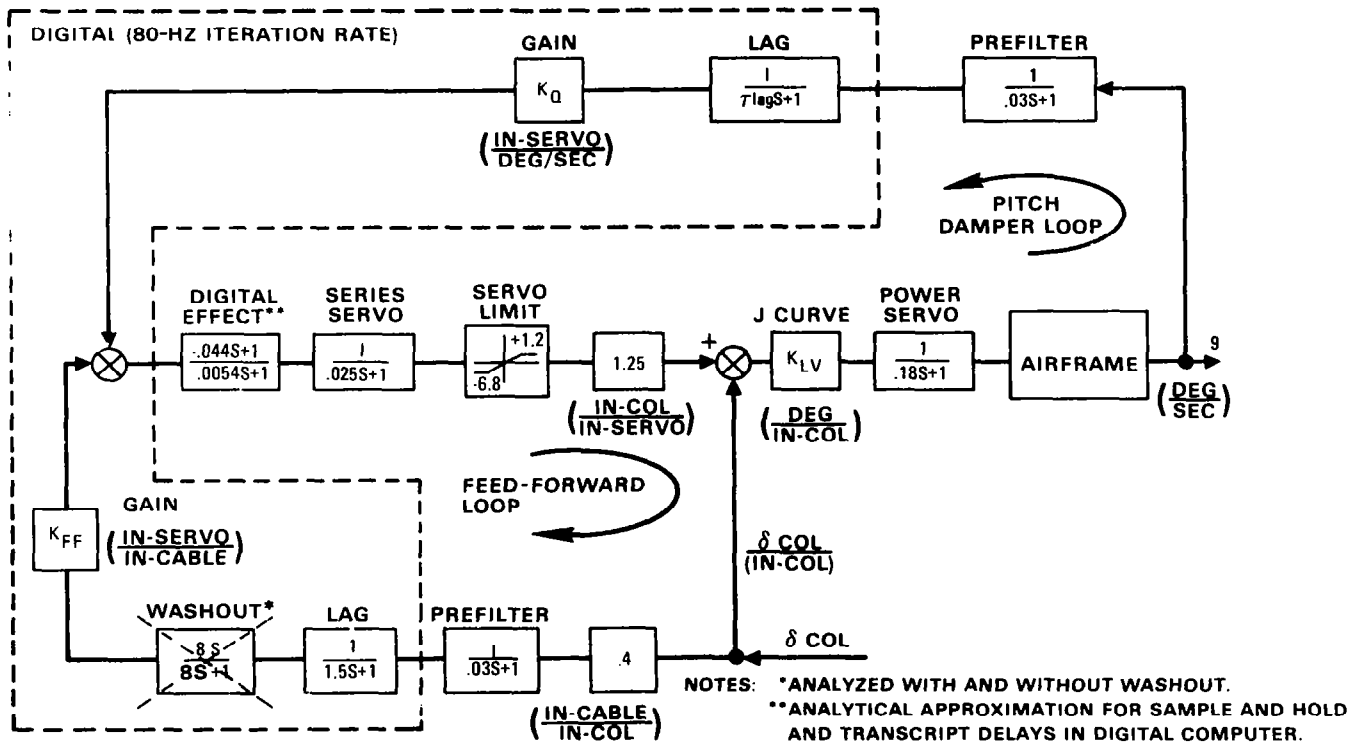 DIGITAL (80-HZ ITERATION RATE)
GAIN
K_Q
(IN-SERVO
DEG/SEC)
LAG
1
τlagS+1
PREFILTER
1
.03S+1
PITCH
DAMPER LOOP
DIGITAL
EFFECT**
-.044S+1
.0054S+1
SERIES
SERVO
1
.025S+1
SERVO
LIMIT
+1.2
-6.8
1.25
(IN-COL
IN-SERVO)
+
J CURVE
K_LV
(DEG
IN-COL)
POWER
SERVO
1
.18S+1
AIRFRAME
9
(DEG
SEC)
FEED-FORWARD
LOOP
GAIN
K_FF
(IN-SERVO
IN-CABLE)
δ COL
(IN-COL)
WASHOUT*
8 S
8S+1
LAG
1
1.5S+1
PREFILTER
1
.03S+1
.4
(IN-CABLE
IN-COL)
δ COL
NOTES: *ANALYZED WITH AND WITHOUT WASHOUT.
**ANALYTICAL APPROXIMATION FOR SAMPLE AND HOLD
AND TRANSCRIPT DELAYS IN DIGITAL COMPUTER.